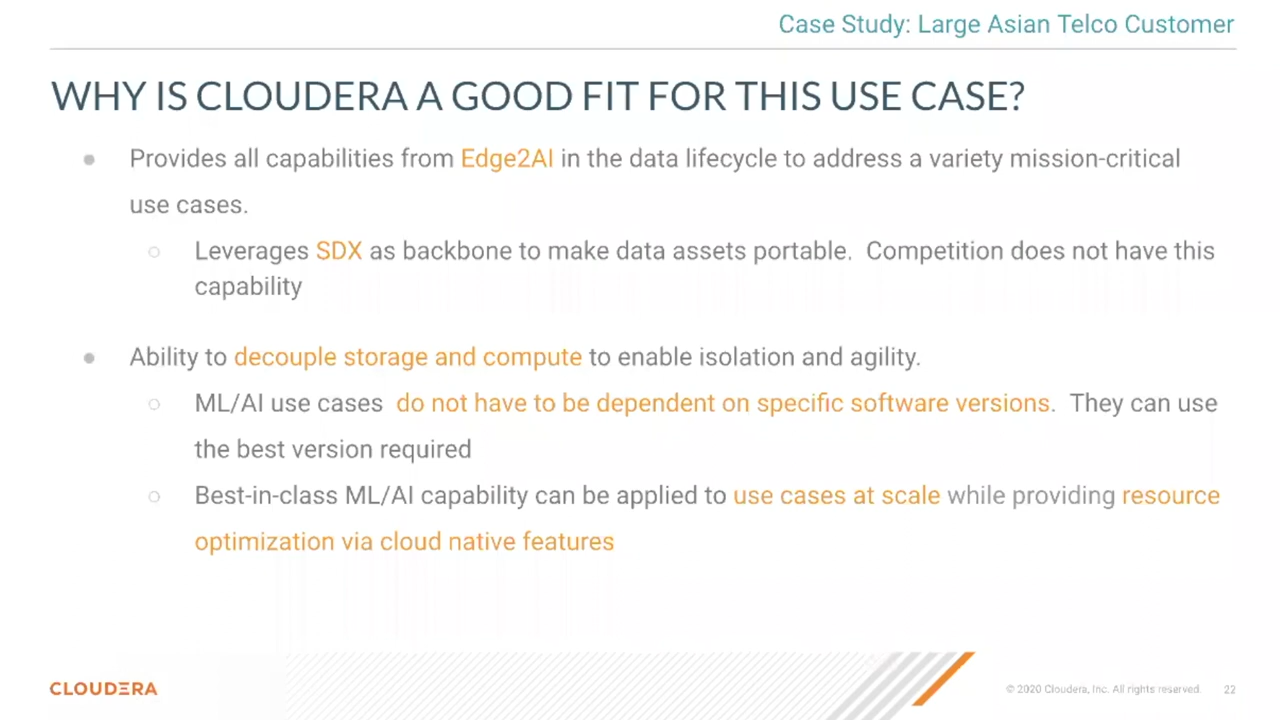 Case Study: Large Asian Telco Customer
WHY IS CLOUDERA A GOOD FIT FOR THIS USE CASE?
Provides all capabilities from Edge2AI in the data lifecycle to address a variety mission-critical
use cases.
Leverages SDX as backbone to make data assets portable.  Competition does not have this
capability
Ability to decouple storage and compute to enable isolation and agility.
ML/AI use cases  do not have to be dependent on specific software versions.  They can use
the best version required
Best-in-class ML/AI capability can be applied to use cases at scale while providing resource
optimization via cloud native features
CLOUDERA
© 2020 Cloudera, Inc. All rights reserved.
22